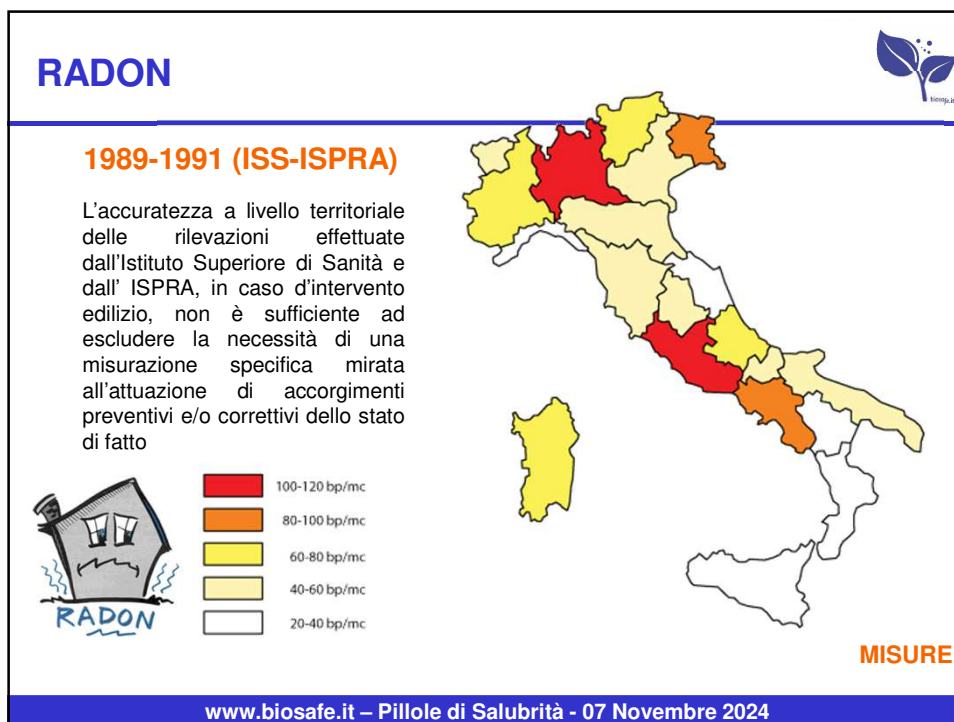 RADON
biosafe.it
1989-1991 (ISS-ISPRA)
L'accuratezza a livello territoriale
delle rilevazioni effettuate
dall'Istituto Superiore di Sanità e
dall' ISPRA, in caso d'intervento
edilizio, non è sufficiente ad
escludere la necessità di una
misurazione specifica mirata
all'attuazione di accorgimenti
preventivi e/o correttivi dello stato
di fatto
100-120 bp/mc
80-100 bp/mc
60-80 bp/mc
40-60 bp/mc
20-40 bp/mc
RADON
MISURE
www.biosafe.it – Pillole di Salubrità - 07 Novembre 2024